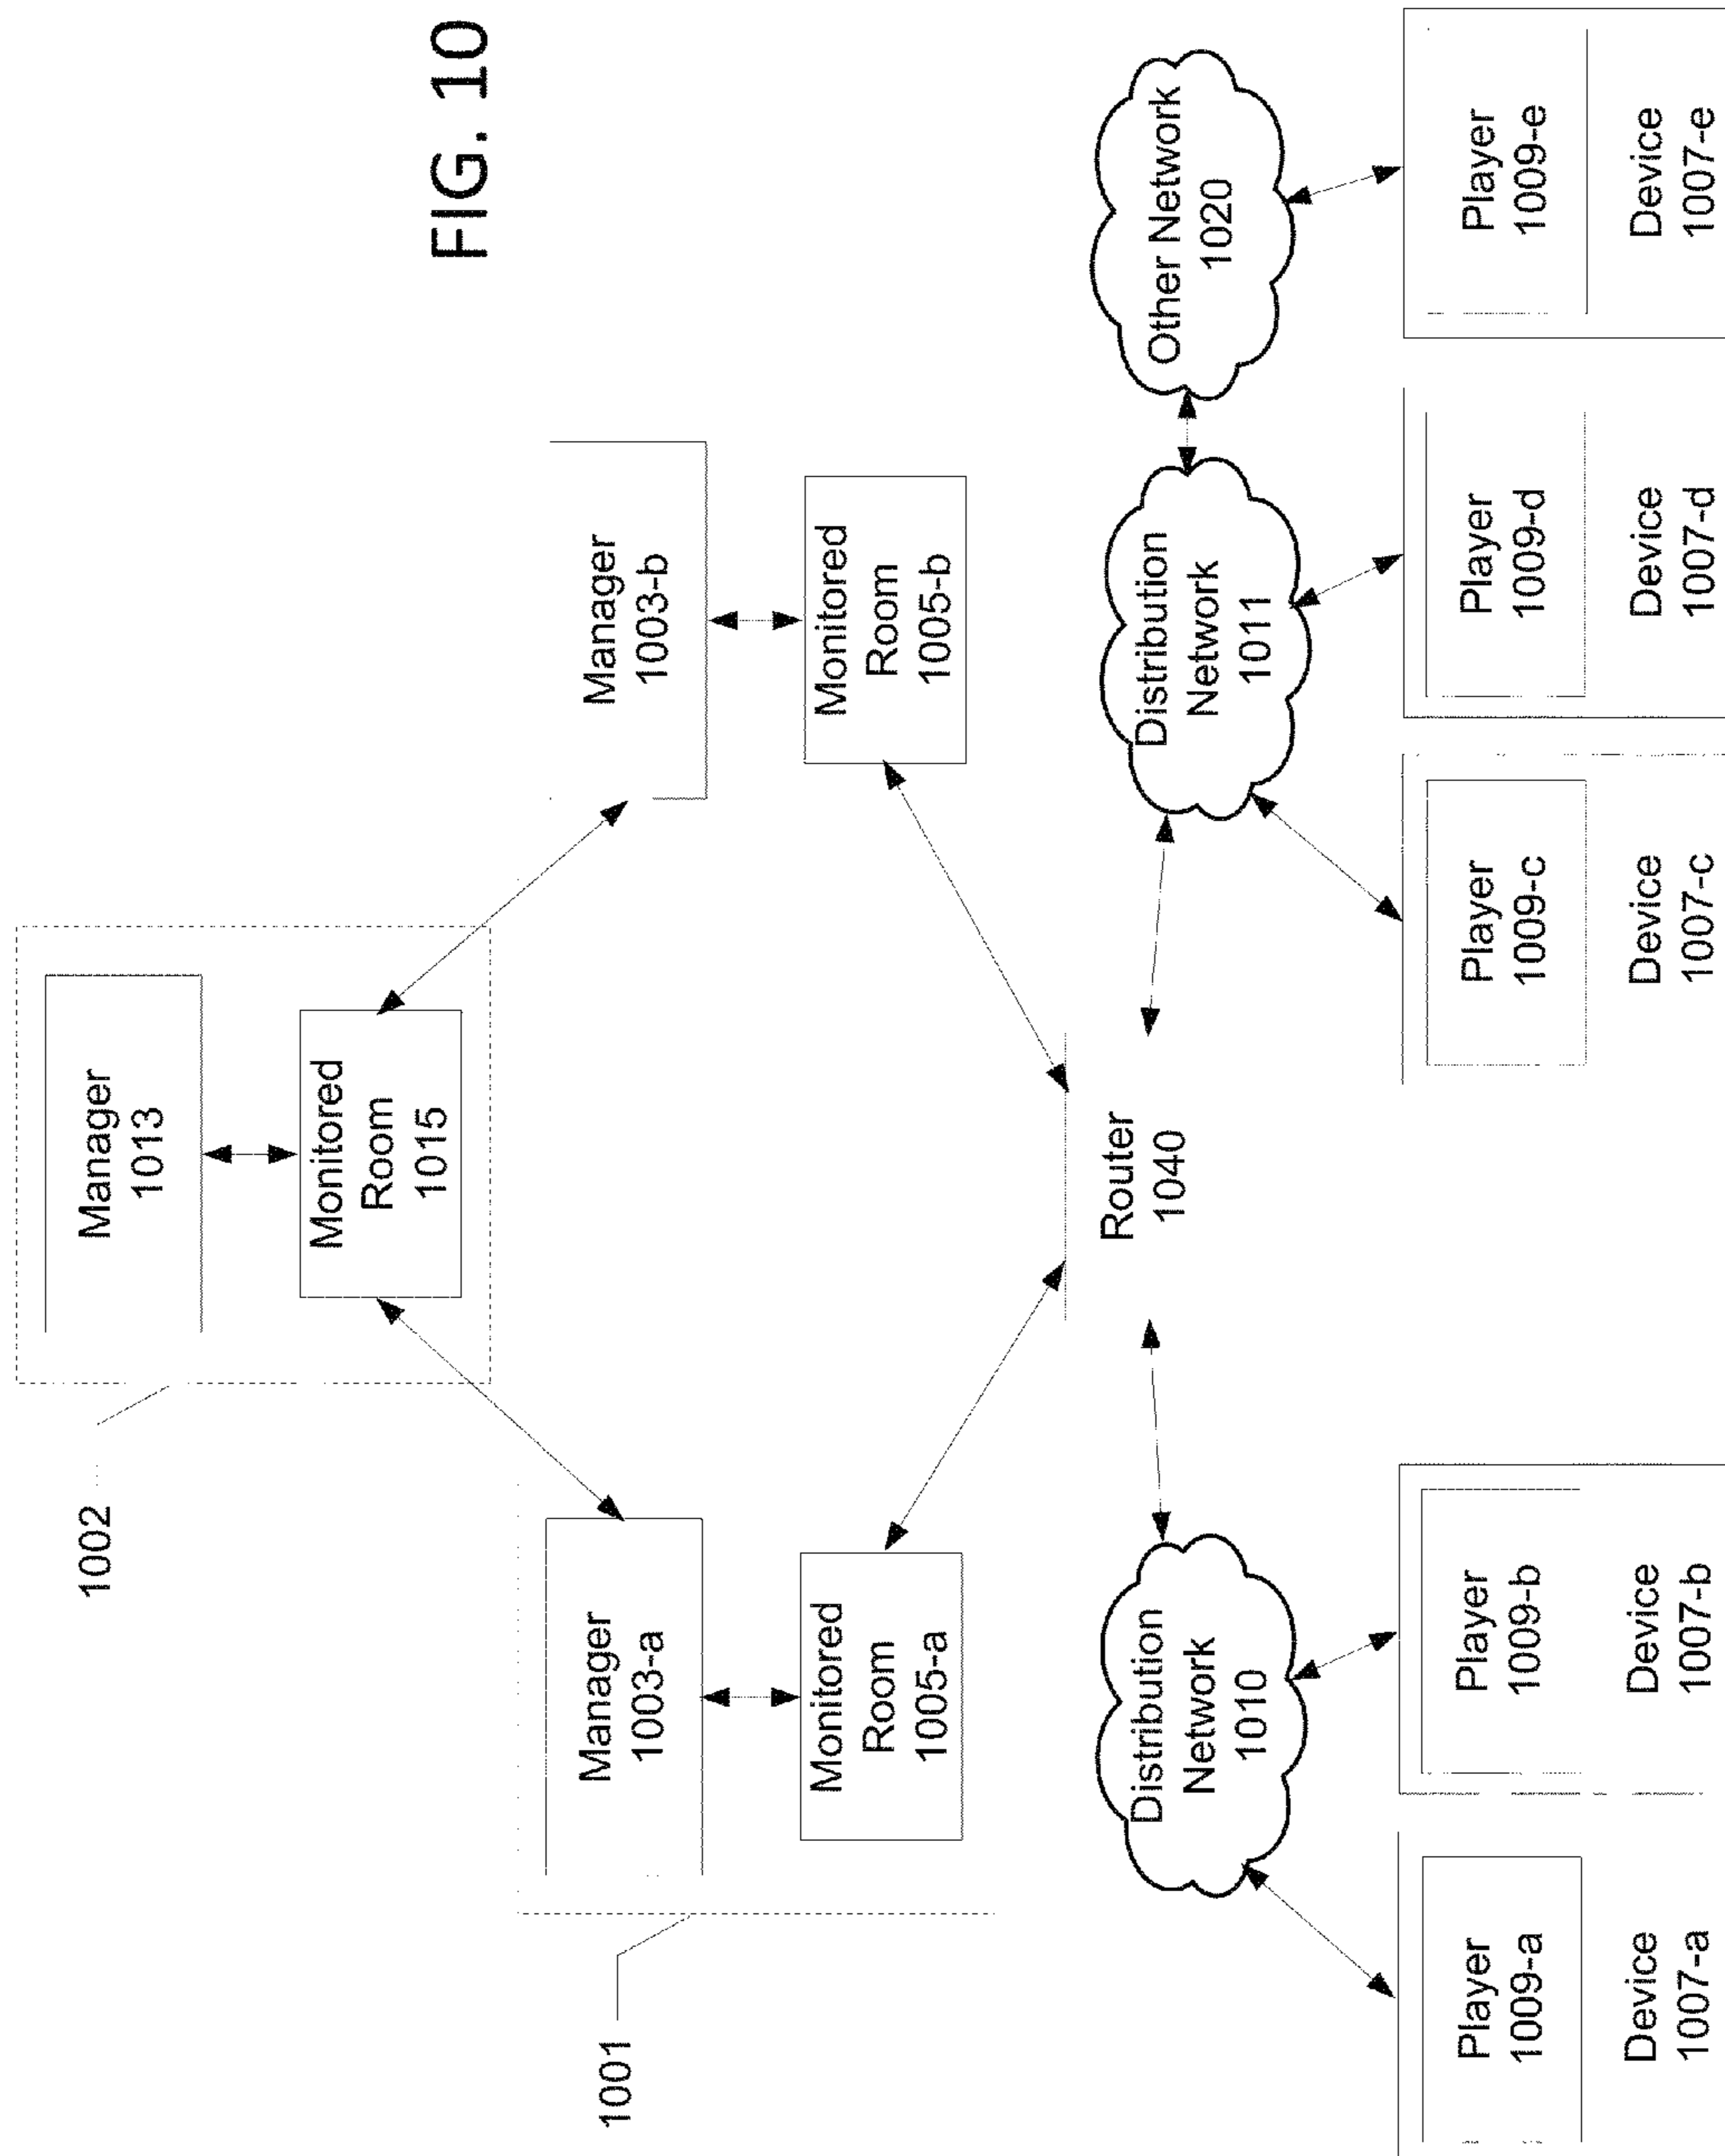 FIG. 10
1002
Manager
1013
Monitored
Room
1015
1001
Manager
1003-a
Monitored
Room
1005-a
Manager
1003-b
Monitored
Room
1005-b
Router
1040
Distribution
Network
1010
Distribution
Network
1011
Other Network
1020
Player
1009-a
Device
1007-a
Player
1009-b
Device
1007-b
Player
1009-c
Device
1007-c
Player
1009-d
Device
1007-d
Player
1009-e
Device
1007-e